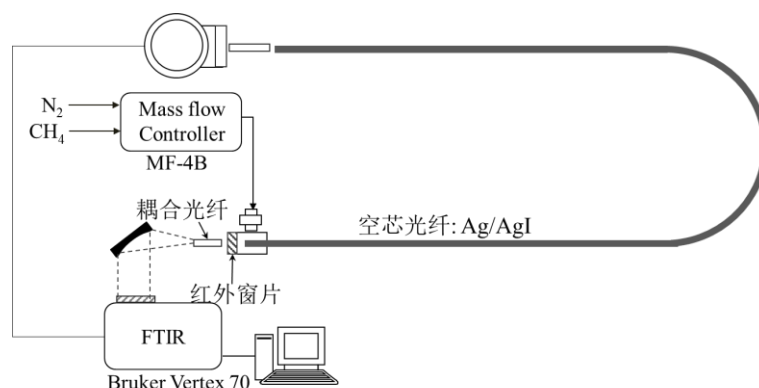 N₂
CH₄
Mass flow
Controller
MF-4B
耦合光纤
空芯光纤: Ag/AgI
红外窗片
FTIR
Bruker Vertex 70